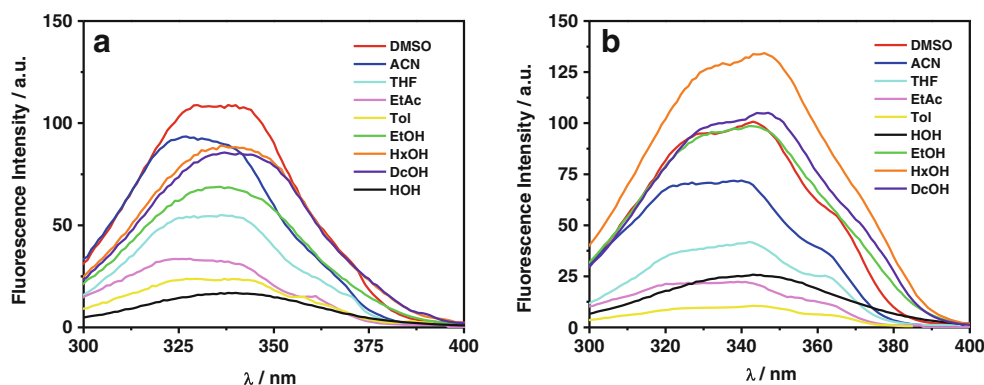 a
150
100
50
0
300
325
350
375
400
Fluorescence Intensity / a.u.
λ / nm
DMSO
ACN
THF
EtAc
Tol
EtOH
HxOH
DcOH
HOH
b
150
125
100
75
50
25
0
300
320
340
360
380
400
Fluorescence Intensity / a.u.
λ / nm
DMSO
ACN
THF
EtAc
Tol
HOH
EtOH
HxOH
DcOH